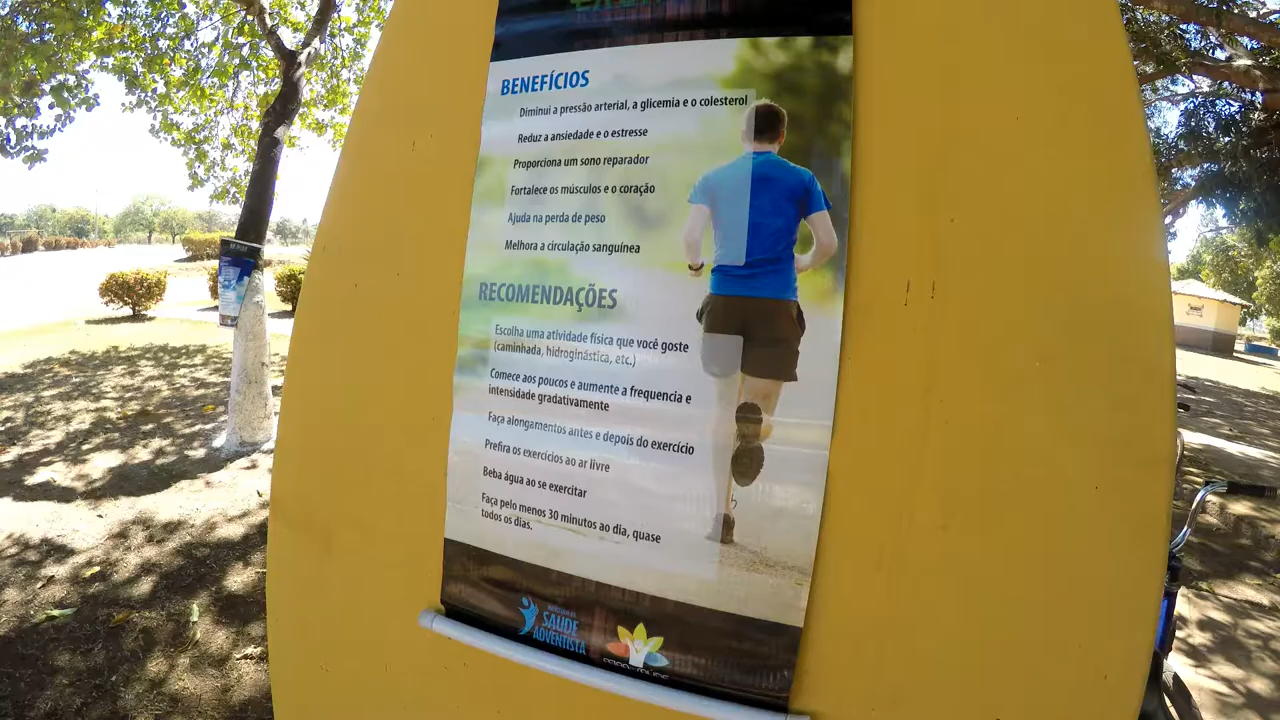 BENEFÍCIOS
Diminui a pressão arterial, a glicemia e o colesterol
Reduz a ansiedade e o estresse
Proporciona um sono reparador
Fortalece os músculos e o coração
Ajuda na perda de peso
Melhora a circulação sanguínea
RECOMENDAÇÕES
Escolha uma atividade física que você goste
(caminhada, hidroginástica, etc.)
Comece aos poucos e aumente a frequencia e
intensidade gradativamente
Faça alongamentos antes e depois do exercício
Prefira os exercícios ao ar livre
Beba água ao se exercitar
Faça pelo menos 30 minutos ao dia, quase
todos os dias.
SAÚDE
ADVENTISTA